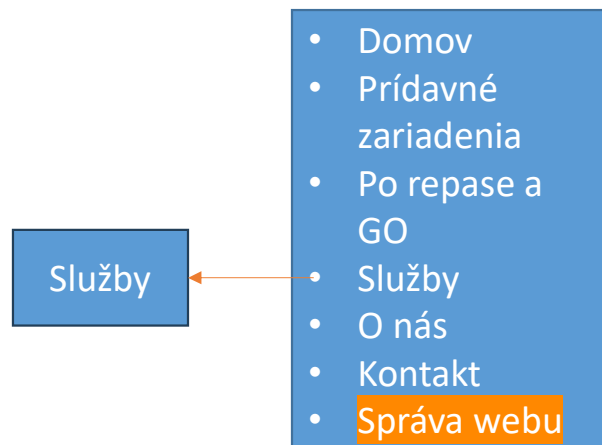 • Domov
• Prídavné
zariadenia
• Po repase a
GO
Služby
• Služby
• O nás
• Kontakt
• Správa webu